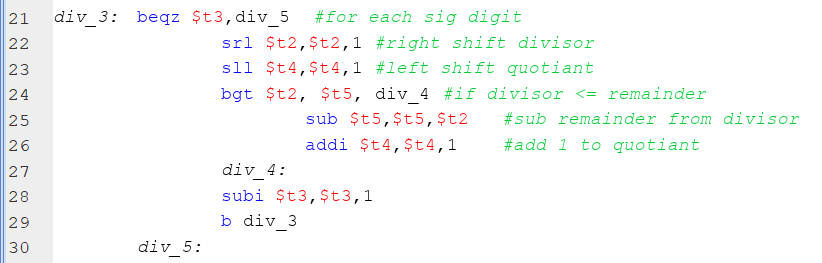 21 div_3: beqz $t3,div_5 #for each sig digit
22 srl $t2,$t2,1 #right shift divisor
23 sll $t4,$t4,1 #left shift quotiant
24 bgt $t2, $t5, div_4 #if divisor <= remainder
25 sub $t5,$t5,$t2 #sub remainder from divisor
26 addi $t4,$t4,1 #add 1 to quotiant
27 div_4:
28 subi $t3,$t3,1
29 b div_3
30 div_5: